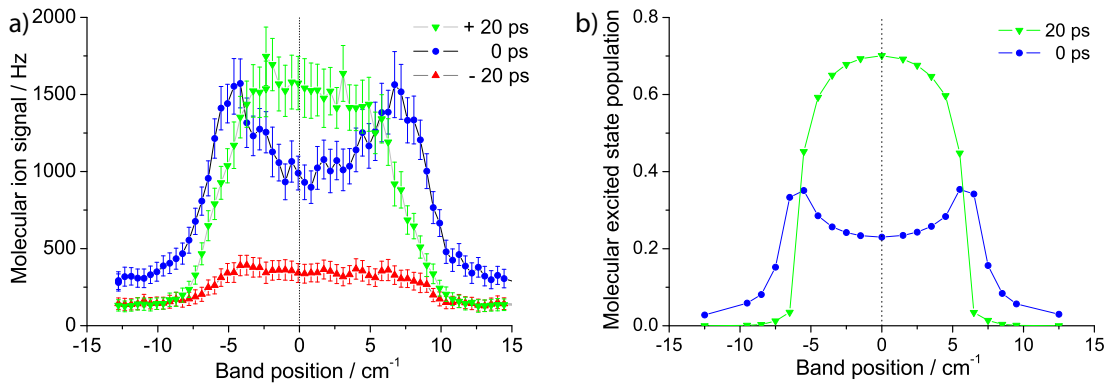 a)
2000
1500
1000
500
0
Molecular ion signal / Hz
-15 -10 -5 0 5 10 15
Band position / cm-1
+ 20 ps
0 ps
- 20 ps
b)
0.8
0.6
0.4
0.2
0.0
Molecular excited state population
-15 -10 -5 0 5 10 15
Band position / cm-1
20 ps
0 ps